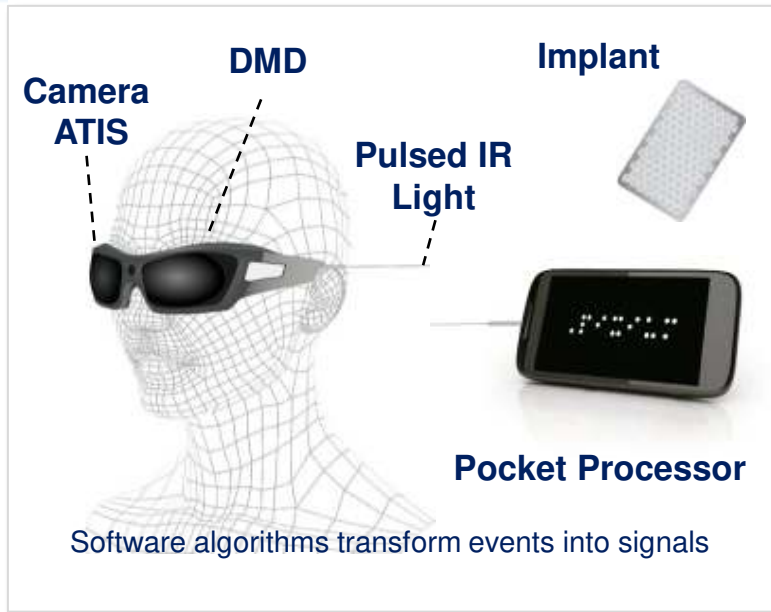 DMD
Implant
Camera
ATIS
Pulsed IR
Light
Pocket Processor
Software algorithms transform events into signals